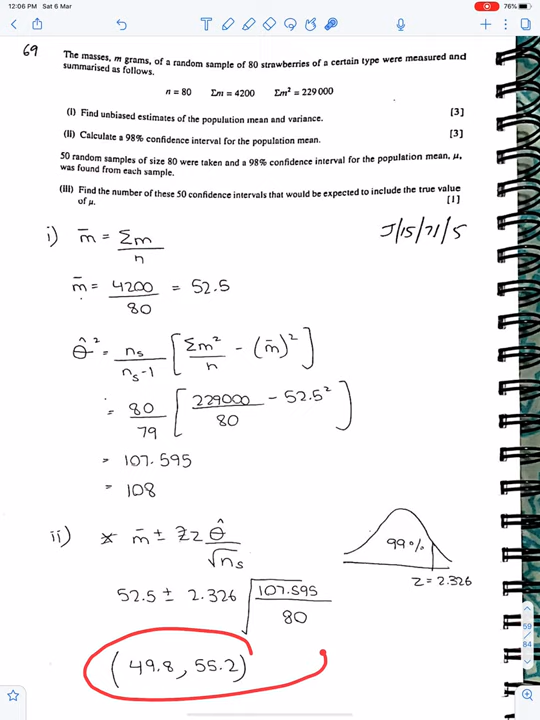 12:06 PM Sat 6 Mar
76%
69
The masses, m grams, of a random sample of 80 strawberries of a certain type were measured and
summarised as follows.
n = 80 Σm = 4200 Σm² = 229 000
(i) Find unbiased estimates of the population mean and variance. [3]
(ii) Calculate a 98% confidence interval for the population mean. [3]
50 random samples of size 80 were taken and a 98% confidence interval for the population mean, μ,
was found from each sample.
(iii) Find the number of these 50 confidence intervals that would be expected to include the true value
of μ. [1]
J/15/71/5
i) m̄ = Σm / n
m̄ = 4200 / 80 = 52.5
σ̂² = nₛ / nₛ-1 [ Σm² / n - (m̄)² ]
= 80 / 79 [ 229000 / 80 - 52.5² ]
= 107.595
= 108
ii) m̄ ± Zz σ̂ / √nₛ
99%
z = 2.326
52.5 ± 2.326 √ 107.595 / 80
(49.8, 55.2)
59
/
84